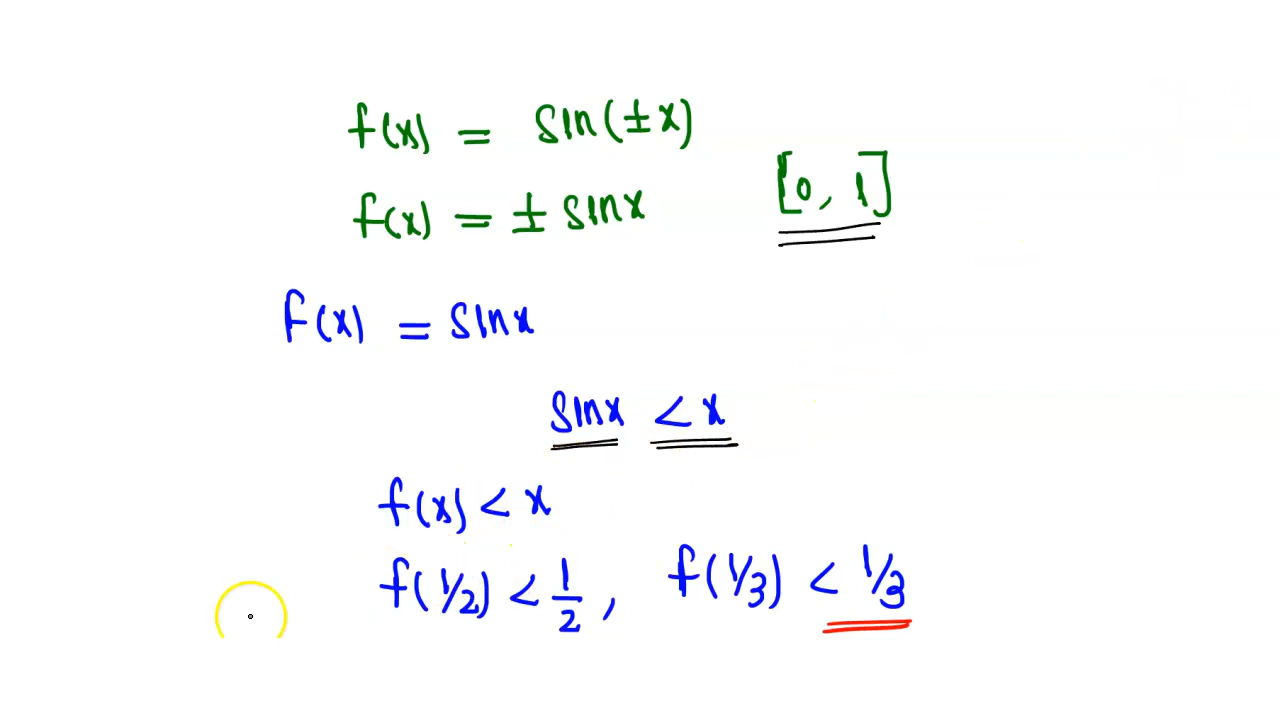 f(x) = sin(±x)
f(x) = ± sinx [0, 1]
f(x) = sinx
sinx < x
f(x) < x
f(1/2) < 1/2, f(1/3) < 1/3